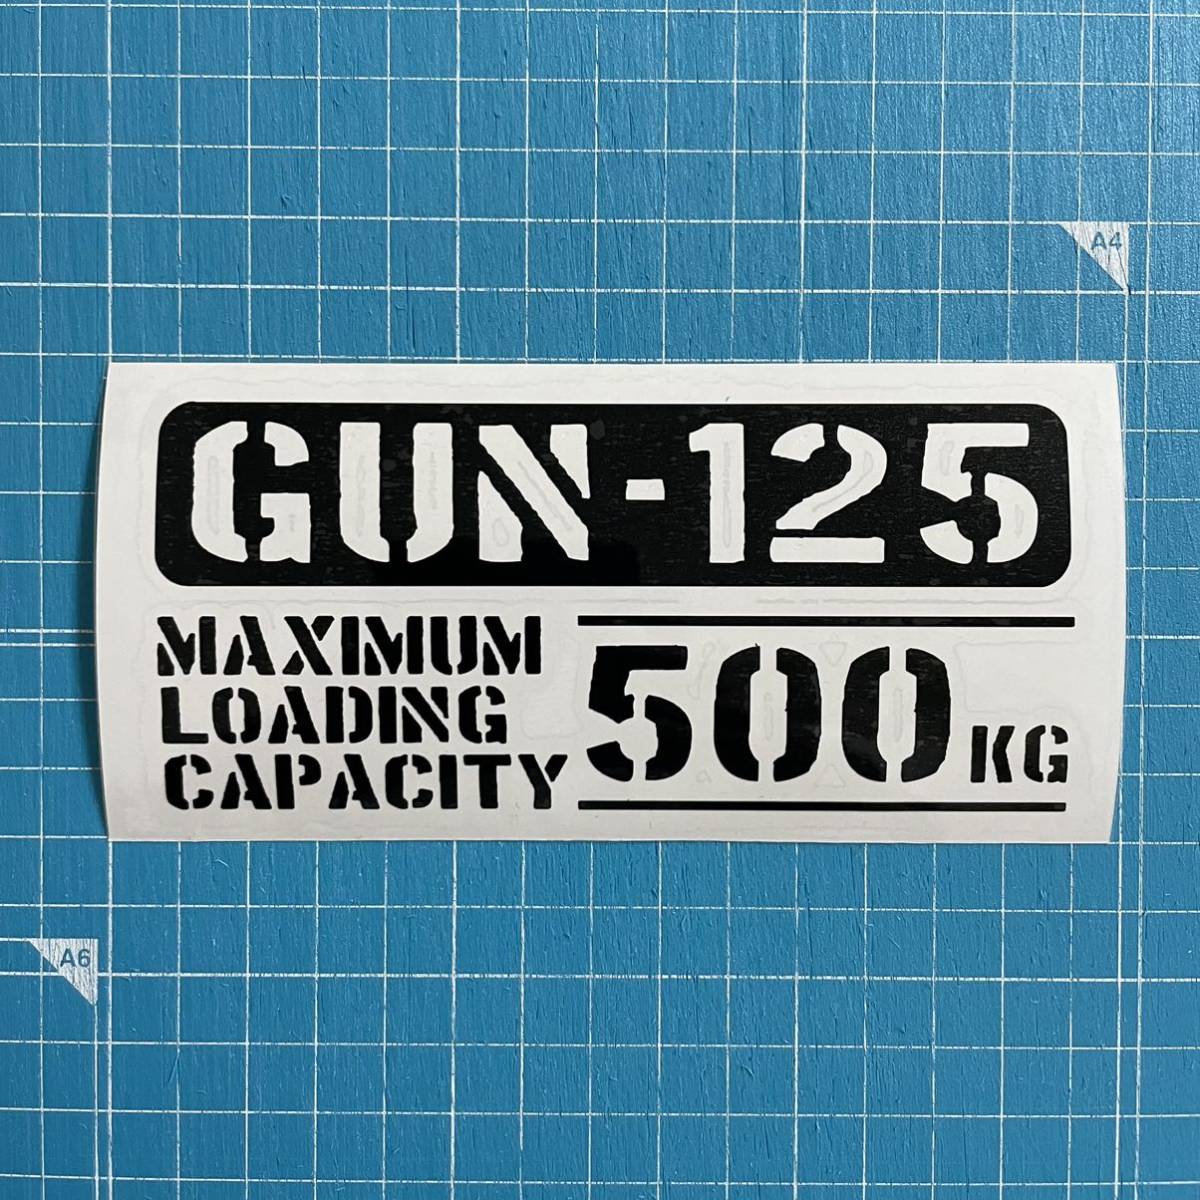 A4
GUN-125
MAXIMUM
LOADING
CAPACITY
500 KG
A6